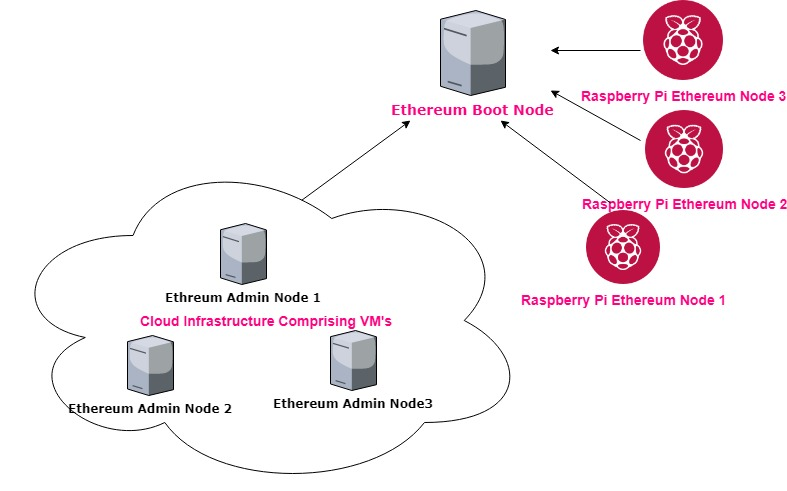 Raspberry Pi Ethereum Node 3
Ethereum Boot Node
Raspberry Pi Ethereum Node 2
Raspberry Pi Ethereum Node 1
Ethreum Admin Node 1
Cloud Infrastructure Comprising VM's
Ethereum Admin Node 2
Ethereum Admin Node3